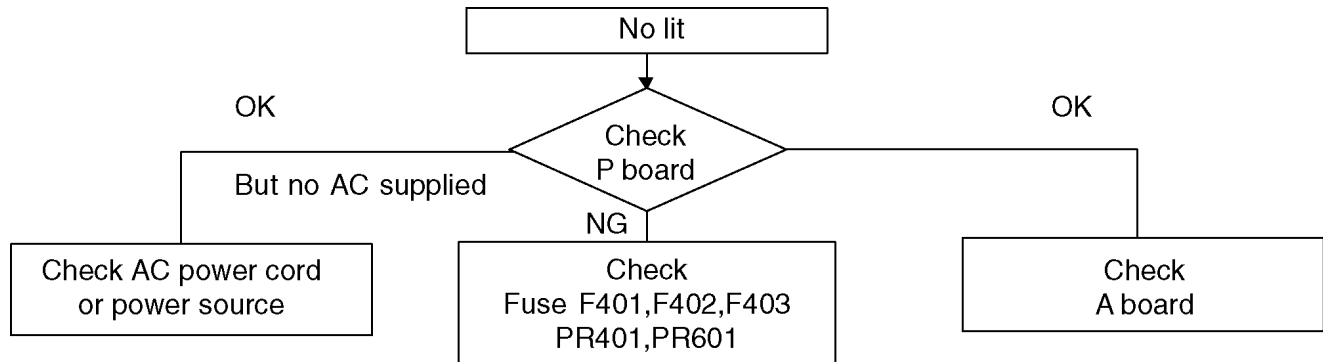 No lit
OK
OK
Check
P board
But no AC supplied
NG
Check AC power cord
or power source
Check
Fuse F401,F402,F403
PR401,PR601
Check
A board